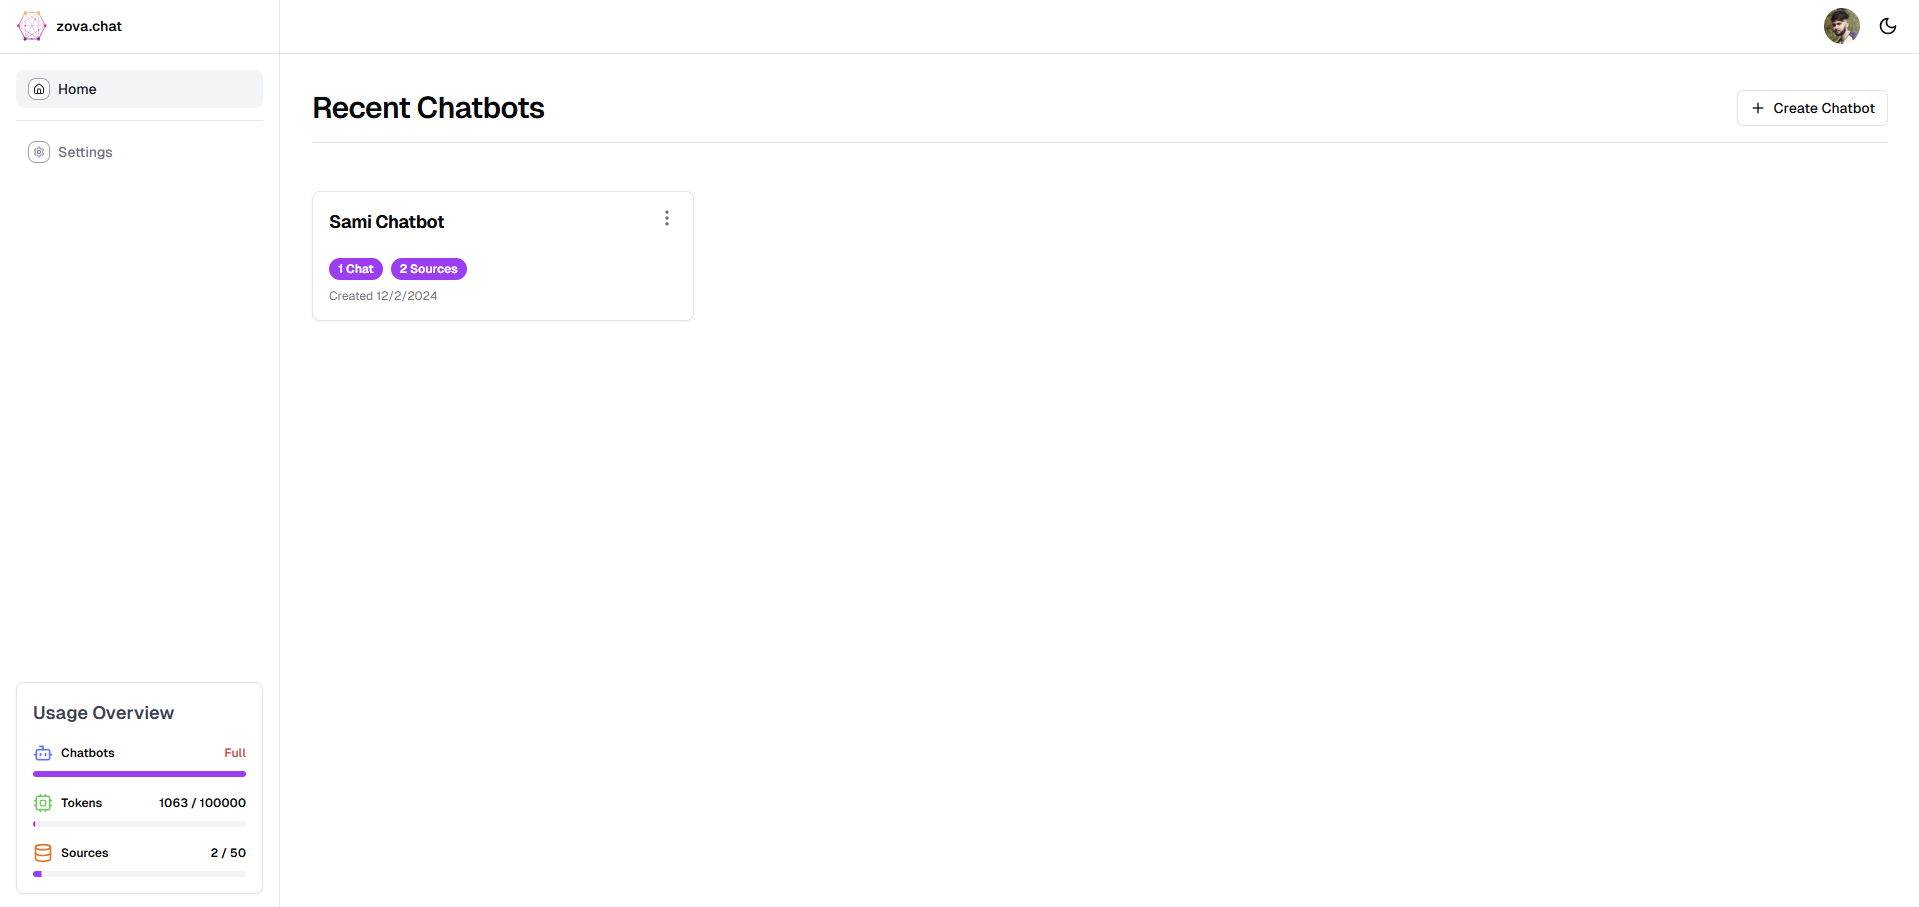 zova.chat
Home
Settings
Recent Chatbots
Create Chatbot
Sami Chatbot
1 Chat 2 Sources
Created 12/2/2024
Usage Overview
Chatbots Full
Tokens 1063 / 100000
Sources 2 / 50